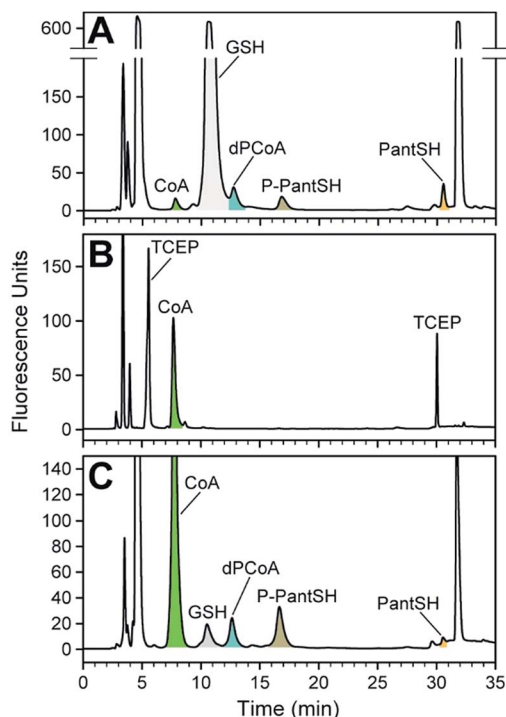 Fluorescence Units
A
600
150
100
50
0
GSH
CoA
dPCoA
P-PantSH
PantSH
B
150
100
50
0
TCEP
CoA
TCEP
C
140
120
100
80
60
40
20
0
CoA
GSH
dPCoA
P-PantSH
PantSH
0 5 10 15 20 25 30 35
Time (min)